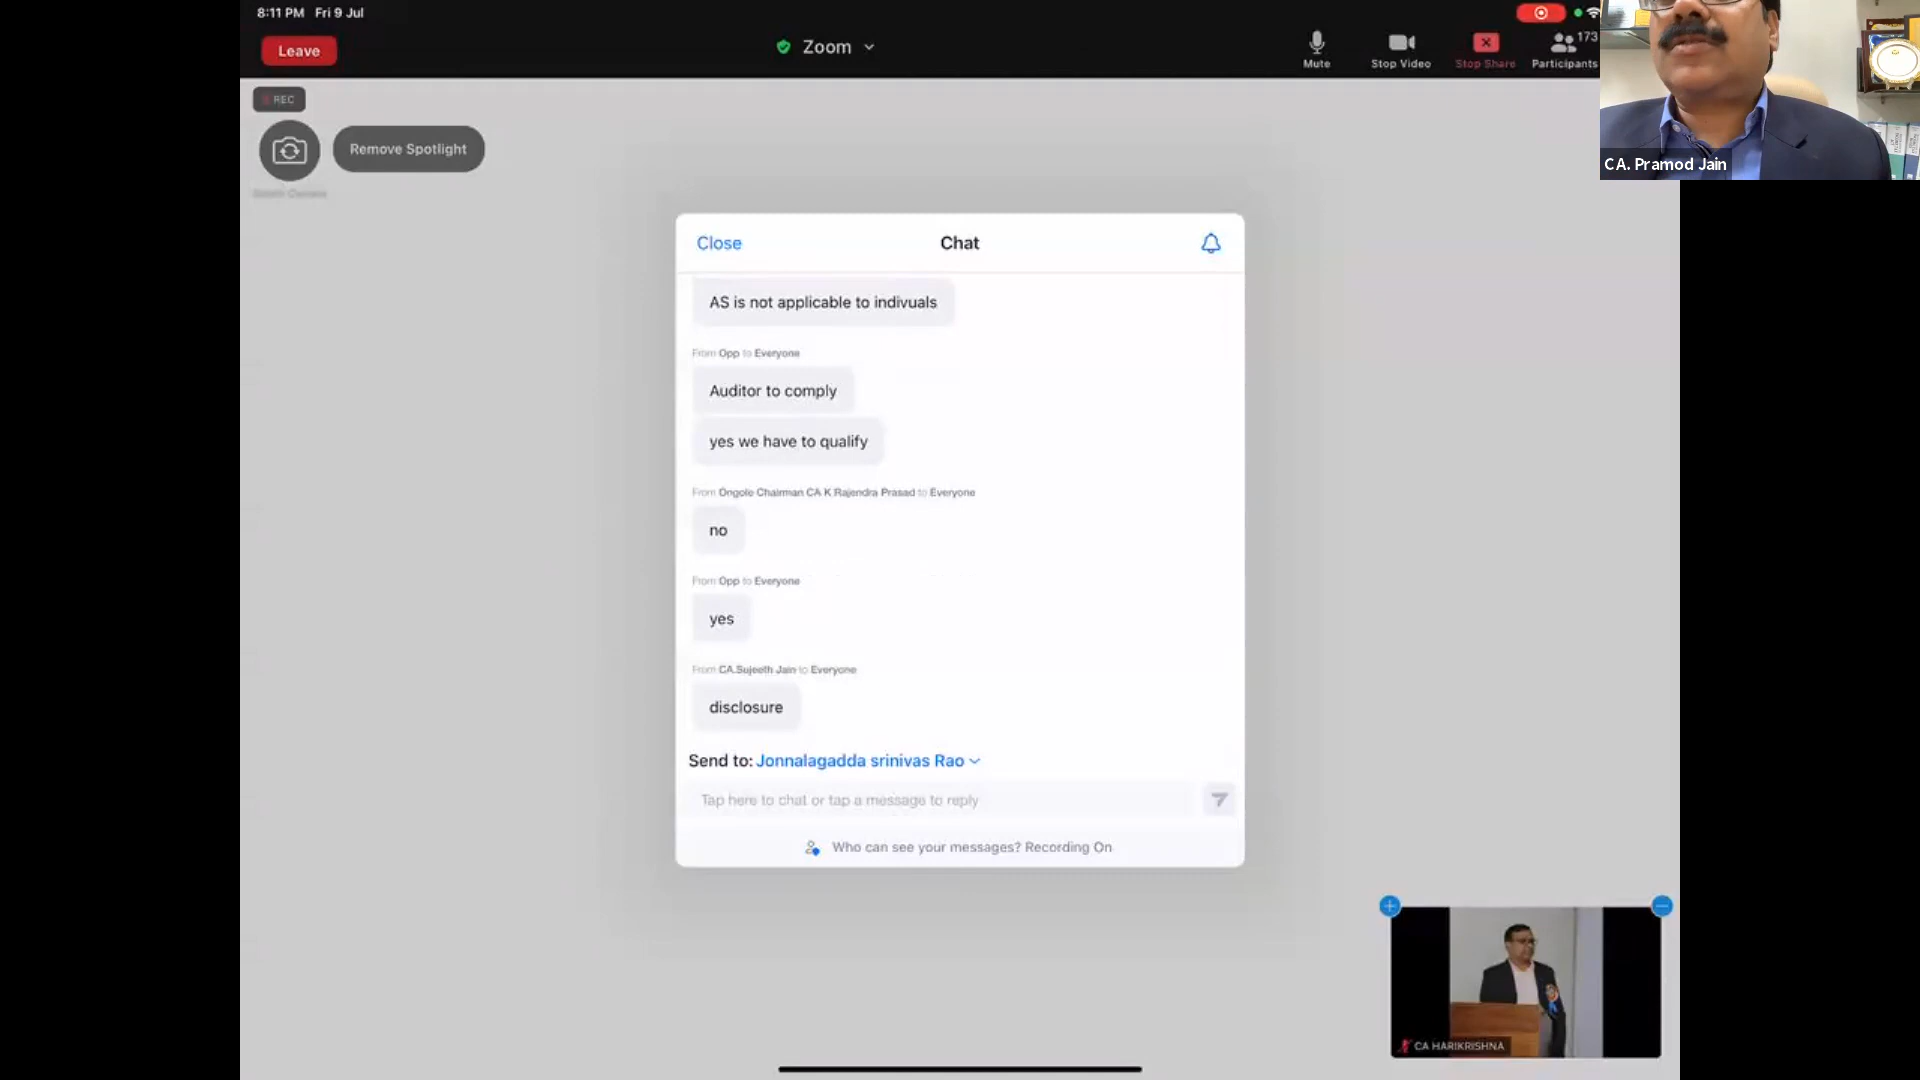 8:11 PM Fri 9 Jul
Leave
Zoom
Mute
Stop Video
Stop Share
173
Participants
REC
Remove Spotlight
CA. Pramod Jain
Close
Chat
AS is not applicable to indivuals
From Opp to Everyone
Auditor to comply
yes we have to qualify
From Ongole Chairman CA K Rajendra Prasad to Everyone
no
From Opp to Everyone
yes
From CA.Sujeeth Jain to Everyone
disclosure
Send to: Jonnalagadda srinivas Rao
Tap here to chat or tap a message to reply
Who can see your messages? Recording On
CA HARIKRISHNA